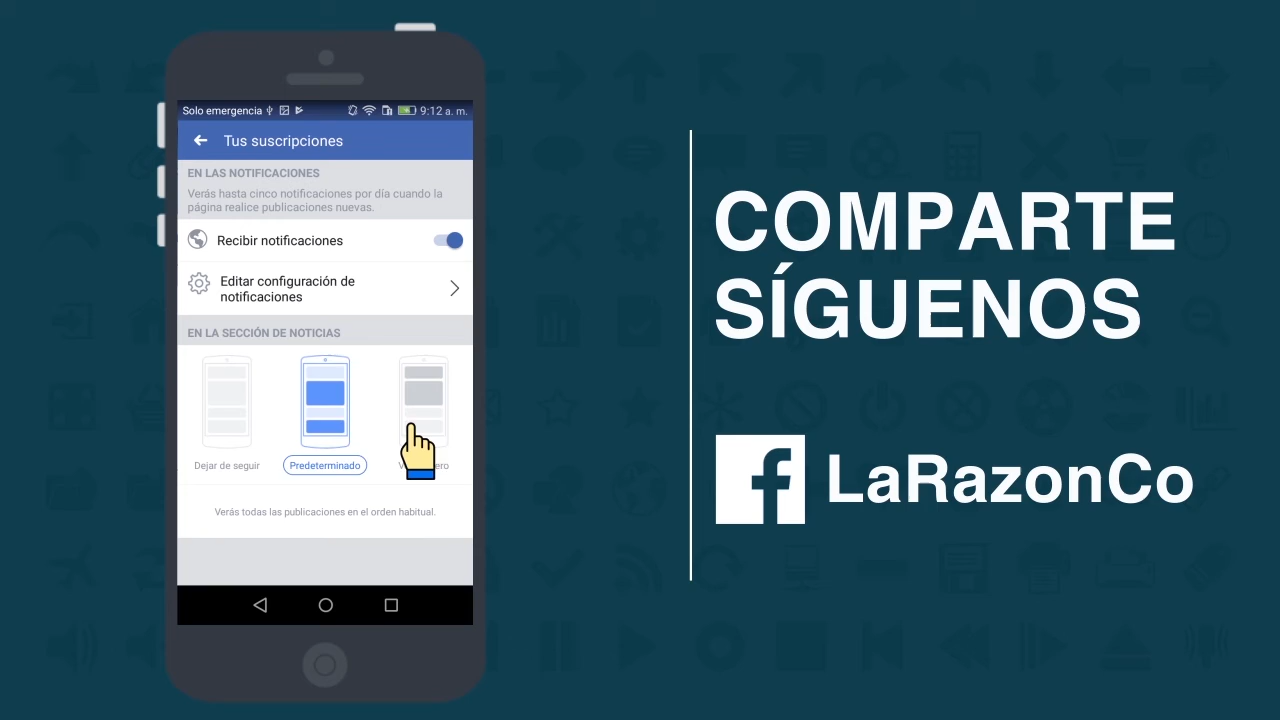 Solo emergencia
9:12 a. m.
Tus suscripciones
EN LAS NOTIFICACIONES
Verás hasta cinco notificaciones por día cuando la
página realice publicaciones nuevas.
Recibir notificaciones
Editar configuración de
notificaciones
EN LA SECCIÓN DE NOTICIAS
Dejar de seguir
Predeterminado
Verás todas las publicaciones en el orden habitual.
COMPARTE
SÍGUENOS
LaRazonCo